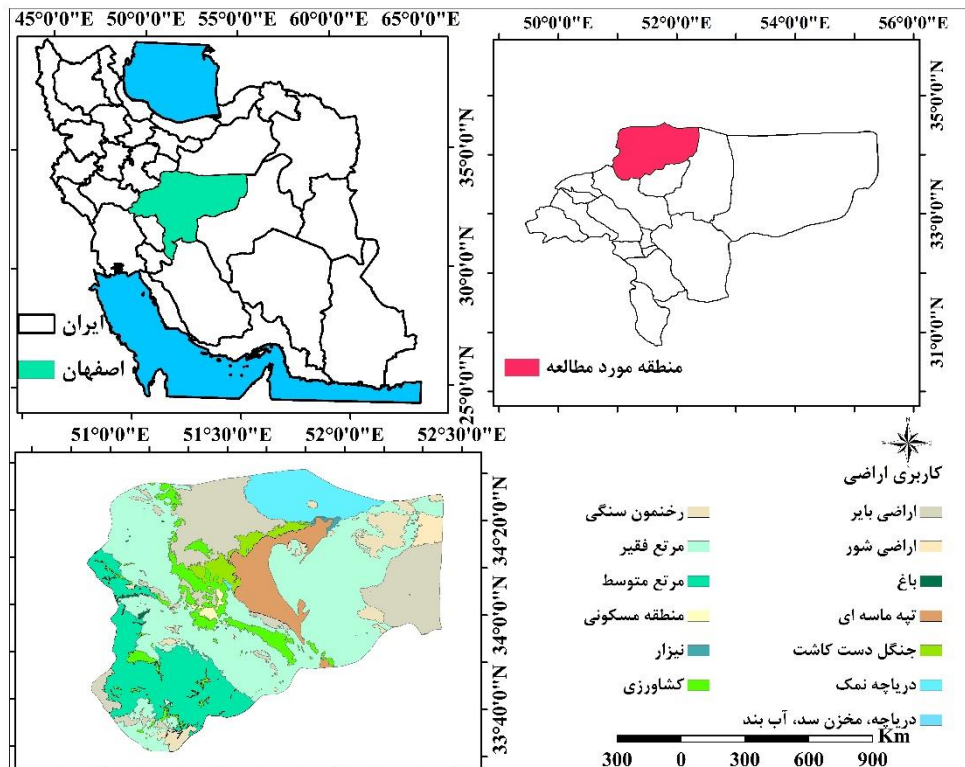 45°0'0"E 50°0'0"E 55°0'0"E 60°0'0"E 65°0'0"E
35°0'0"N
30°0'0"N
25°0'0"N
ایران
اصفهان
50°0'0"E 52°0'0"E 54°0'0"E 56°0'0"E
35°0'0"N
33°0'0"N
31°0'0"N
منطقه مورد مطالعه
51°0'0"E 51°30'0"E 52°0'0"E 52°30'0"E
34°20'0"N
34°0'0"N
33°40'0"N
کاربری اراضی
اراضی بایر
اراضی شور
باغ
تپه ماسه ای
جنگل دست کاشت
دریاچه نمک
دریاچه، مخزن سد، آب بند
رخنمون سنگی
مرتع فقیر
مرتع متوسط
منطقه مسکونی
نیزار
کشاورزی
Km
300 0 300 600 900